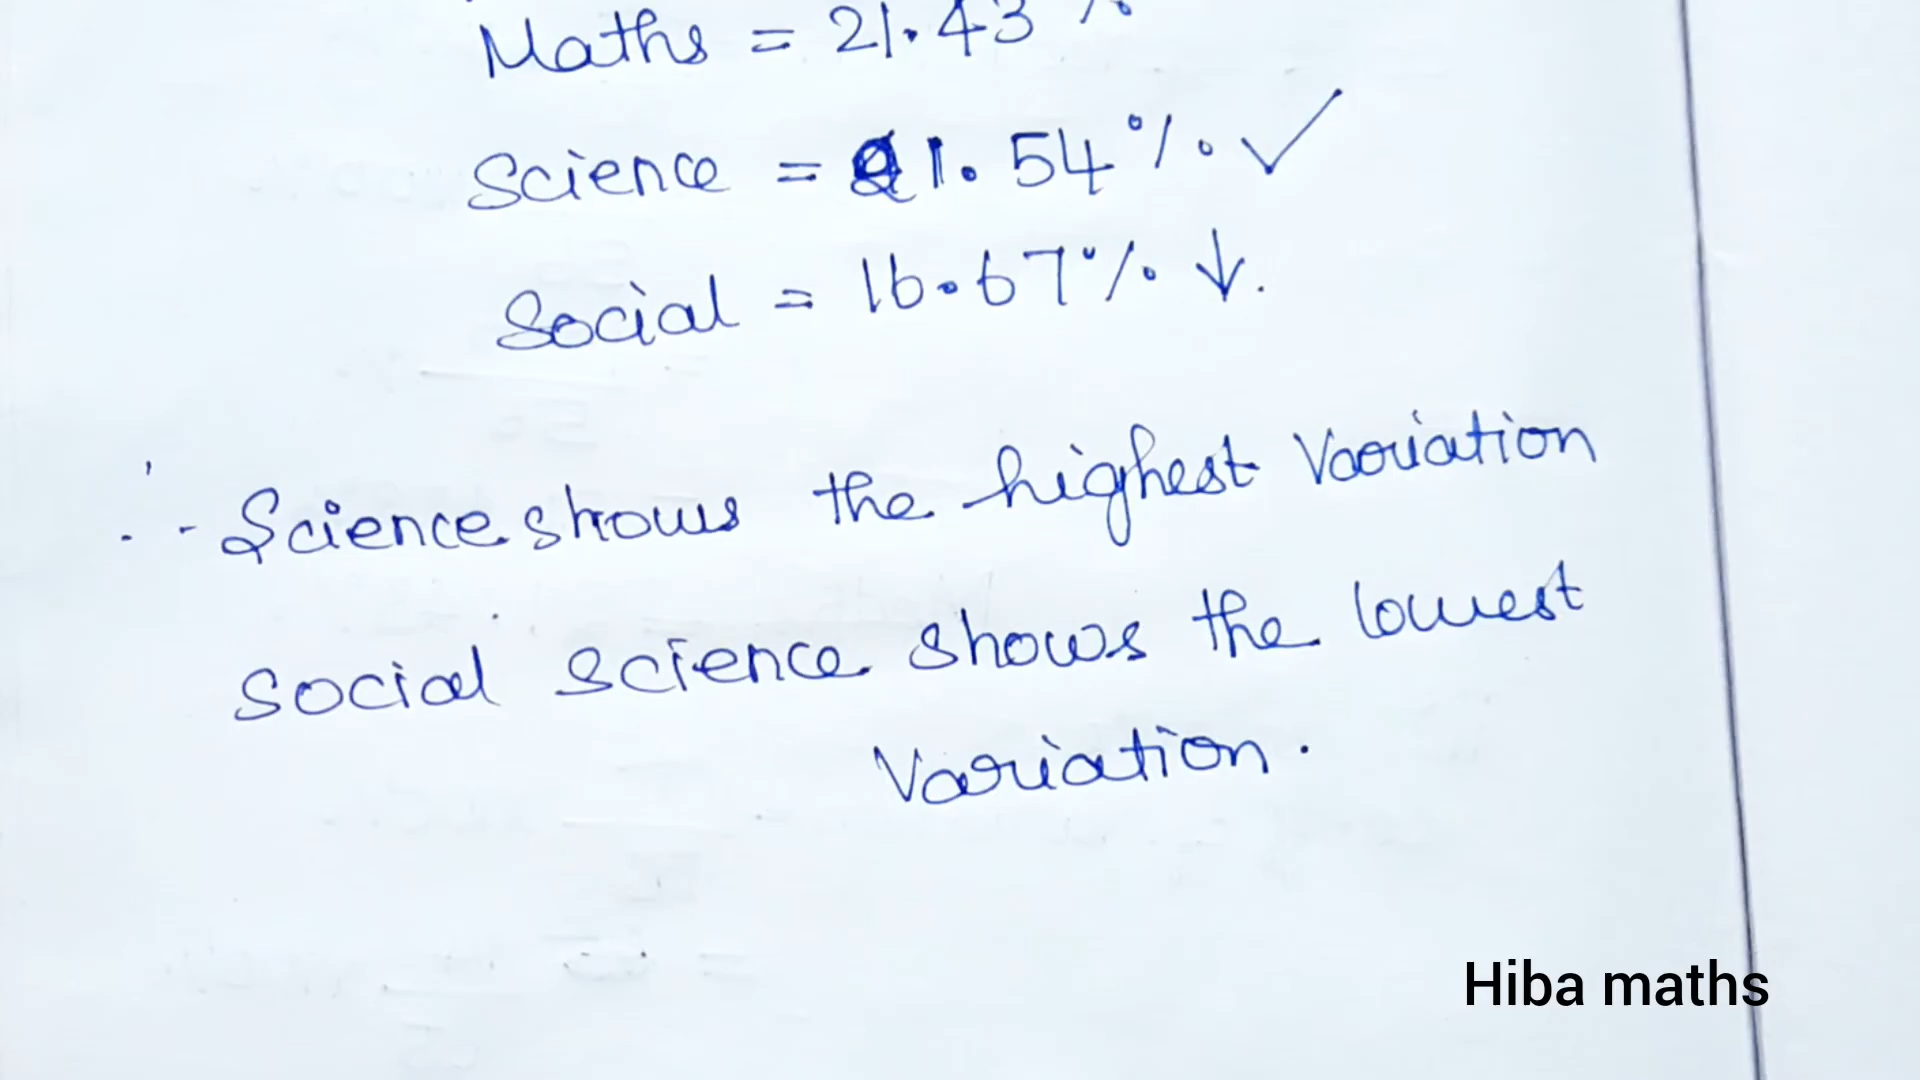 Maths = 21.43 %
Science = 21.54 % ✓
Social = 16.67 % ↓.
∴ Science shows the highest Variation
social science shows the lowest
Variation.
Hiba maths